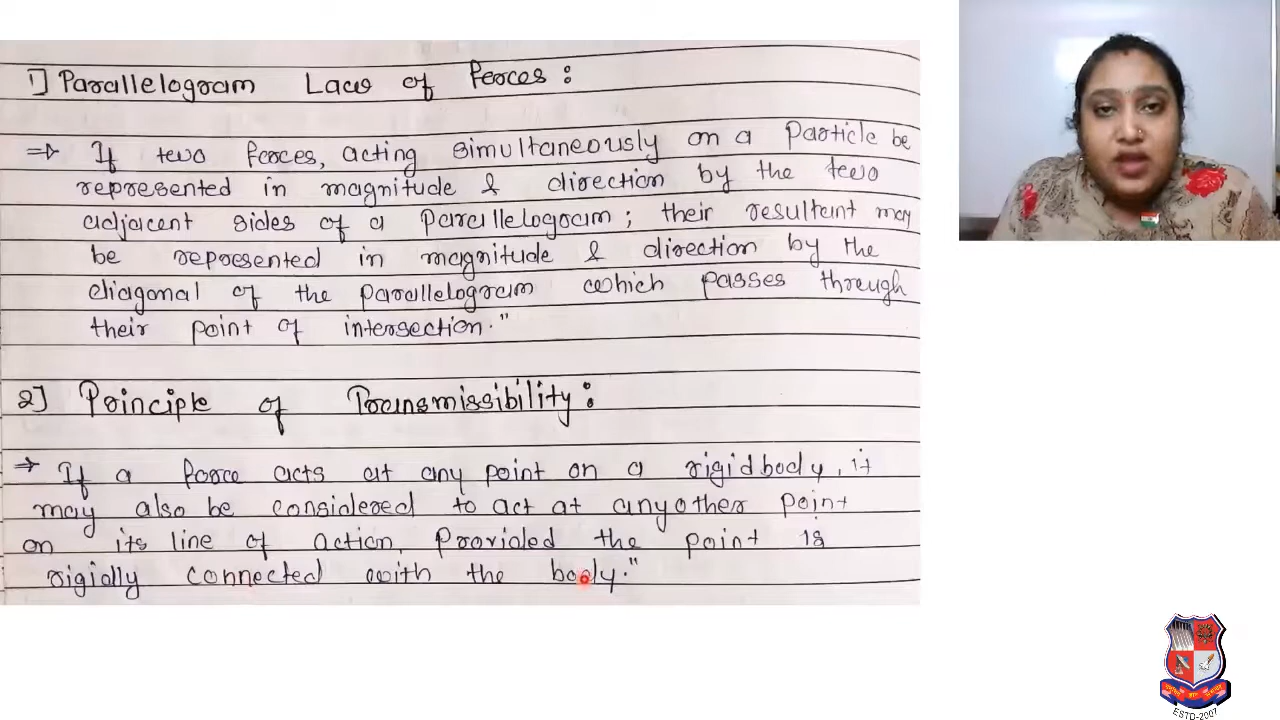 1] Parallelogram Law of Forces :
⇒ If two forces, acting simultaneously on a particle be
represented in magnitude & direction by the two
adjacent sides of a parallelogram; their resultant may
be represented in magnitude & direction by the
diagonal of the parallelogram which passes through
their point of intersection."
2] Principle of Transmissibility :
→ If a force acts at any point on a rigid body, it
may also be considered to act at anyother point
on its line of action, Provided the point is
rigidly connected with the body."
ESTD-2007